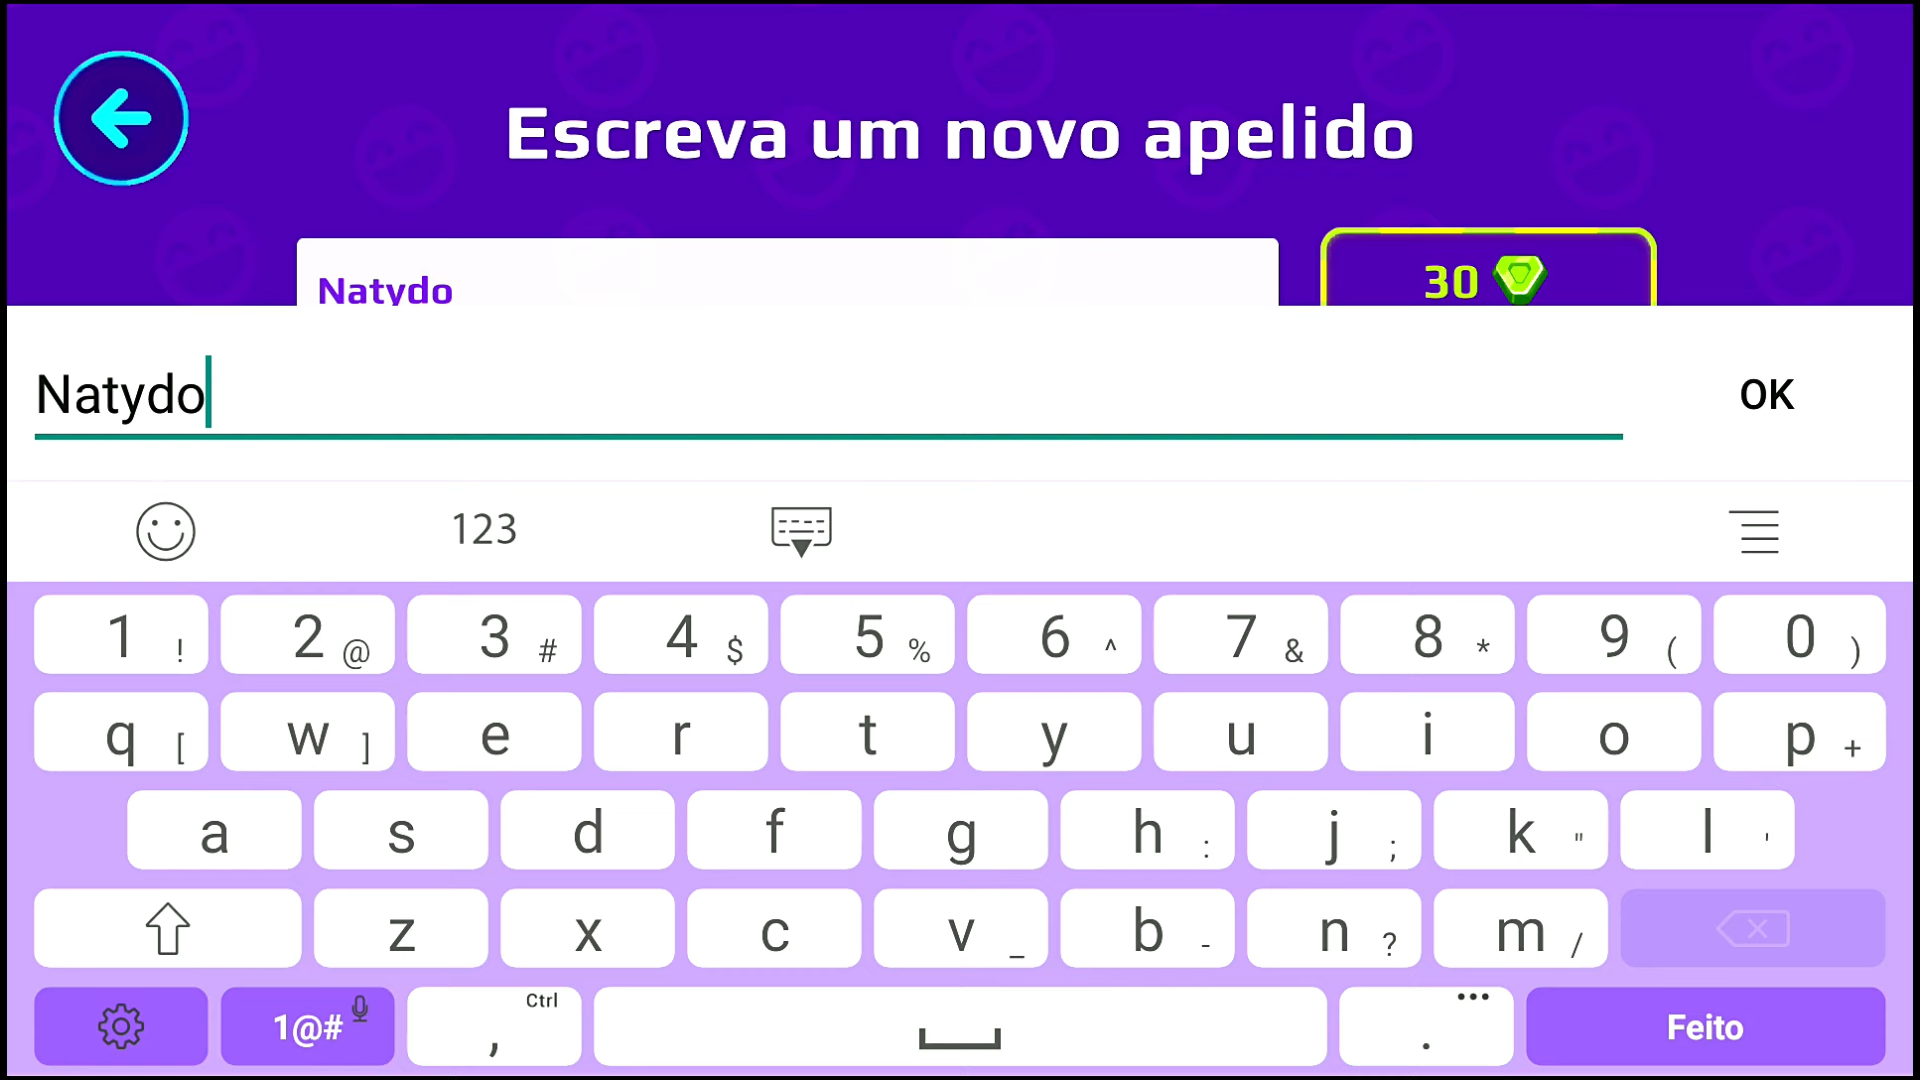 Escreva um novo apelido
Natydo
30
Natydo
OK
123
1 ! 2 @ 3 # 4 $ 5 % 6 ^ 7 & 8 * 9 ( 0 )
q [ w ] e r t y u i o p +
a s d f g h : j ; k " l '
z x c v _ b - n ? m /
1@# , Ctrl . ... Feito